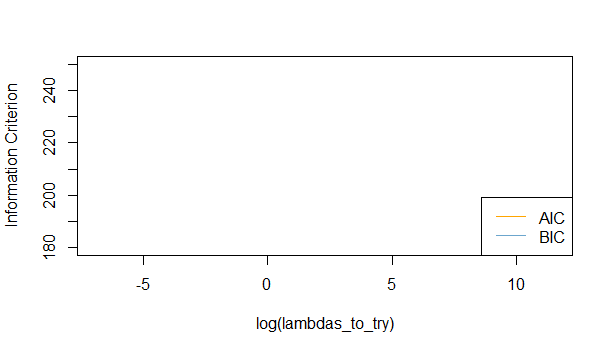 Information Criterion
240
220
200
180
AIC
BIC
-5
0
5
10
log(lambdas_to_try)